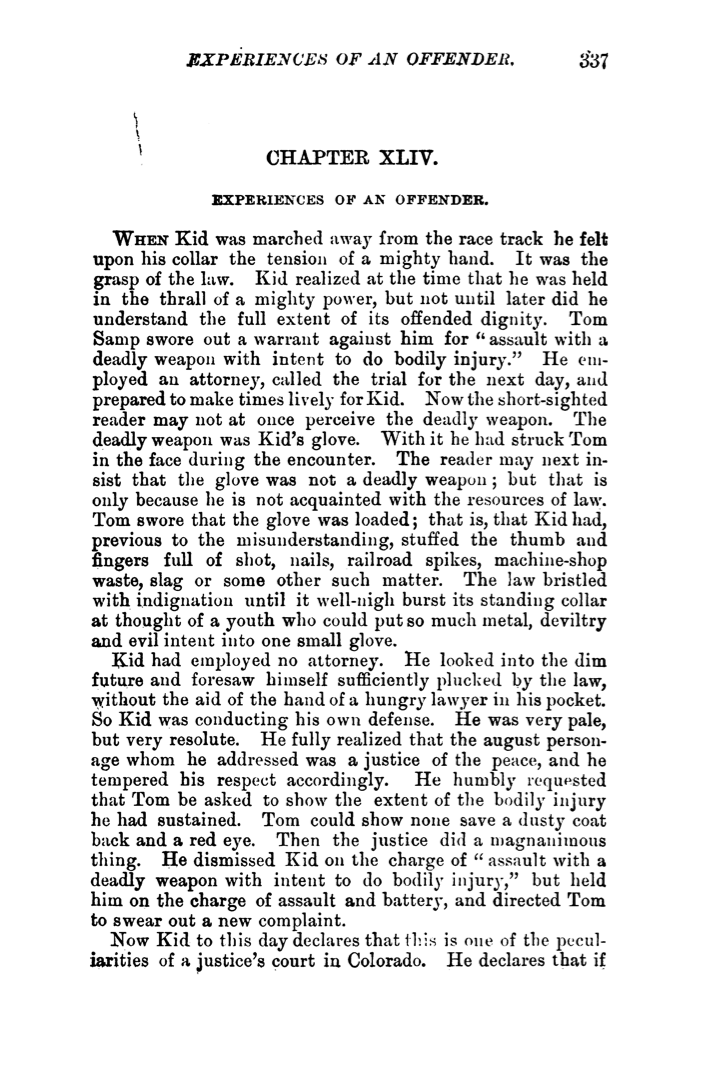 EXPERIENCES OF AN OFFENDER. 337
CHAPTER XLIV.
EXPERIENCES OF AN OFFENDER.
WHEN Kid was marched away from the race track he felt
upon his collar the tension of a mighty hand. It was the
grasp of the law. Kid realized at the time that he was held
in the thrall of a mighty power, but not until later did he
understand the full extent of its offended dignity. Tom
Samp swore out a warrant against him for "assault with a
deadly weapon with intent to do bodily injury." He em-
ployed an attorney, called the trial for the next day, and
prepared to make times lively for Kid. Now the short-sighted
reader may not at once perceive the deadly weapon. The
deadly weapon was Kid's glove. With it he had struck Tom
in the face during the encounter. The reader may next in-
sist that the glove was not a deadly weapon; but that is
only because he is not acquainted with the resources of law.
Tom swore that the glove was loaded; that is, that Kid had,
previous to the misunderstanding, stuffed the thumb and
fingers full of shot, nails, railroad spikes, machine-shop
waste, slag or some other such matter. The law bristled
with indignation until it well-nigh burst its standing collar
at thought of a youth who could put so much metal, deviltry
and evil intent into one small glove.
Kid had employed no attorney. He looked into the dim
future and foresaw himself sufficiently plucked by the law,
without the aid of the hand of a hungry lawyer in his pocket.
So Kid was conducting his own defense. He was very pale,
but very resolute. He fully realized that the august person-
age whom he addressed was a justice of the peace, and he
tempered his respect accordingly. He humbly requested
that Tom be asked to show the extent of the bodily injury
he had sustained. Tom could show none save a dusty coat
back and a red eye. Then the justice did a magnanimous
thing. He dismissed Kid on the charge of "assault with a
deadly weapon with intent to do bodily injury," but held
him on the charge of assault and battery, and directed Tom
to swear out a new complaint.
Now Kid to this day declares that this is one of the pecul-
iarities of a justice's court in Colorado. He declares that if